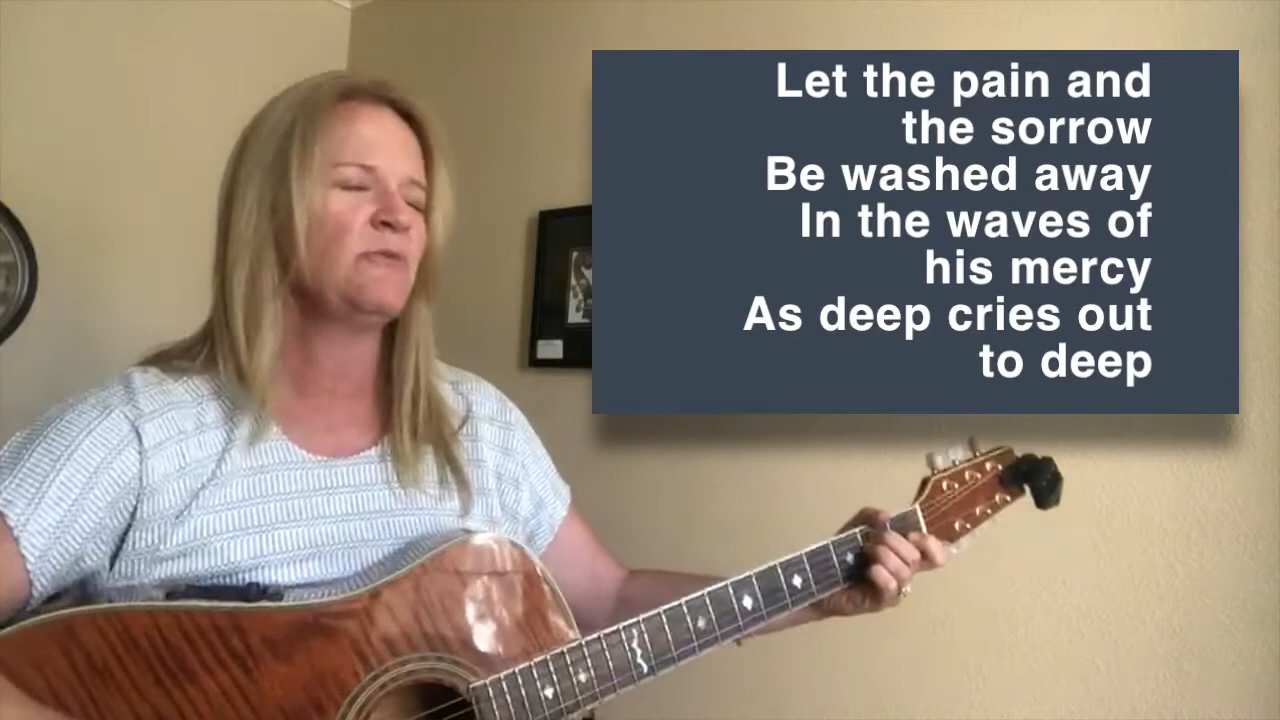 Let the pain and
the sorrow
Be washed away
In the waves of
his mercy
As deep cries out
to deep